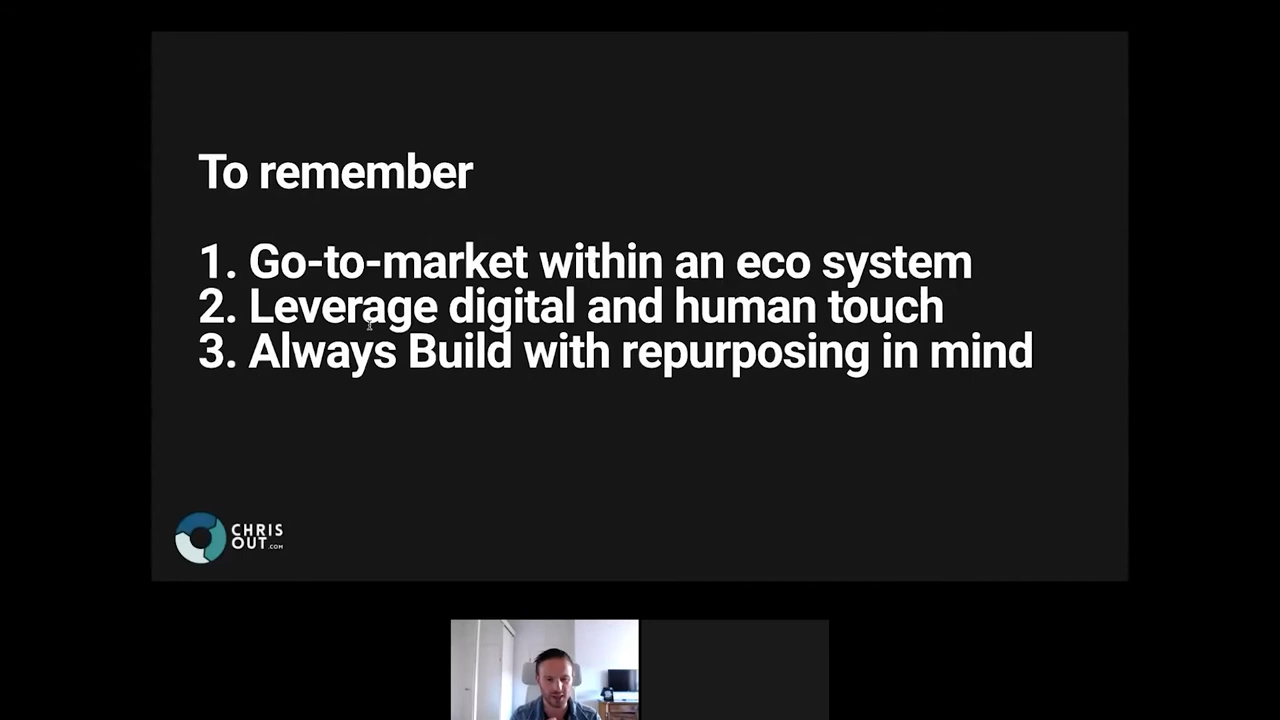 To remember
1. Go-to-market within an eco system
2. Leverage digital and human touch
3. Always Build with repurposing in mind
CHRIS
OUT.COM